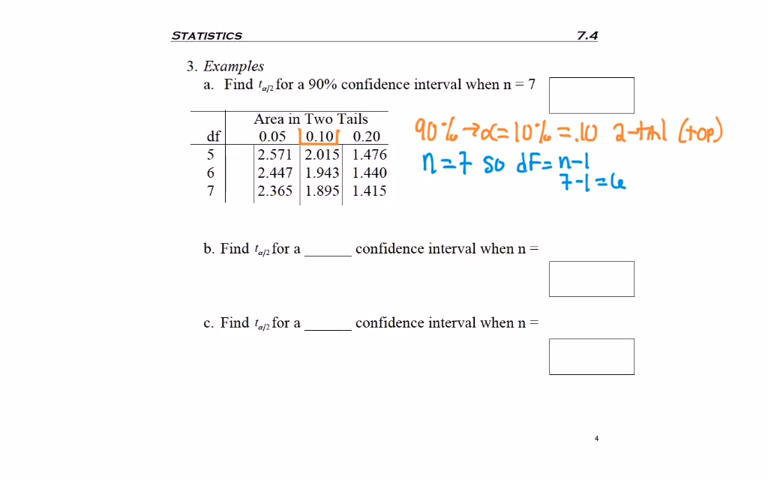 STATISTICS 7.4
3. Examples
a. Find t α/2 for a 90% confidence interval when n = 7
Area in Two Tails
df 0.05 0.10 0.20
5 2.571 2.015 1.476
6 2.447 1.943 1.440
7 2.365 1.895 1.415
90% → α = 10% = .10 2-tail (top)
n = 7 so dF = n-1
7-1 = 6
b. Find t α/2 for a ______ confidence interval when n =
c. Find t α/2 for a ______ confidence interval when n =
4